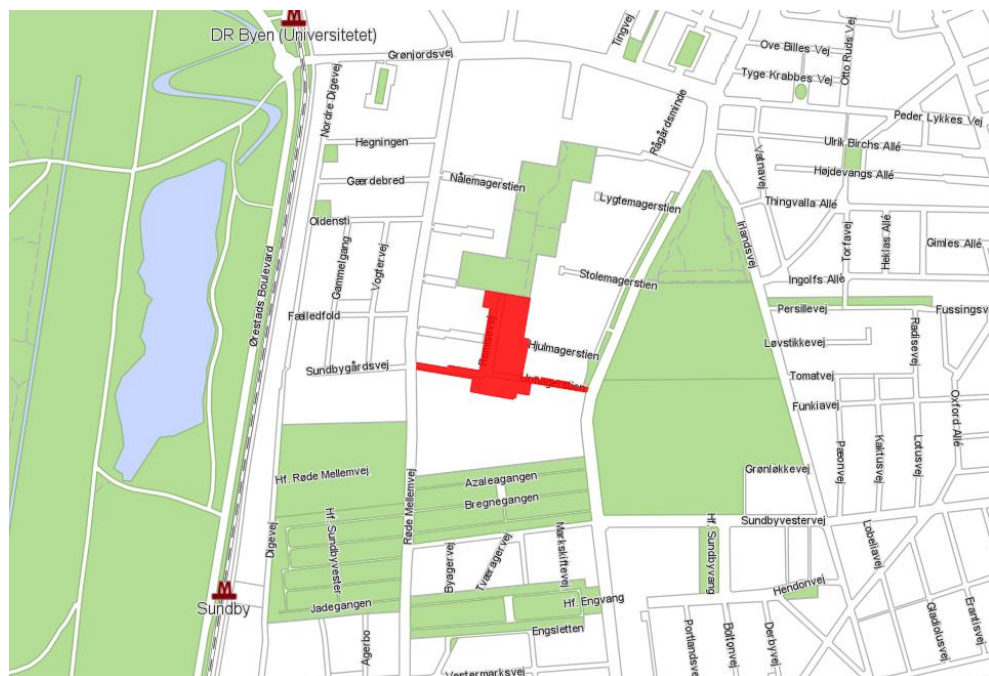 DR Byen (Universitetet)
Grønjordsvej
Tingvej
Ove Billes Vej
Otto Ruds Vej
Tyge Krabbes Vej
Peder Lykkes Vej
Nordre Digevej
Hegningen
Rågårdsminde
Vatnavej
Ulrik Birchs Allé
Gærdebred
Nålemagerstien
Højdevangs Allé
Lygtemagerstien
Thingvalla Allé
Oldensti
Irlandsvej
Torfavej
Heklas Allé
Gimles Allé
Ørestads Boulevard
Gammelgang
Vogtervej
Stolemagerstien
Ingolfs Allé
Fælledfold
Persillevej
Fussingsv
Hjulmagerstien
Løvstikkevej
Radisevej
Sundbygårdsvej
Tomatvej
Funkiavej
Oxford Allé
Pæonvej
Kaktusvej
Lotusvej
Hf. Røde Mellemvej
Røde Mellemvej
Azaleagangen
Bregnegangen
Grønløkkevej
Digevej
Hf. Sundbyvester
Sundbyvestervej
Hf. Sundbyvang
Lobeliavej
Byagervej
Tværagervej
Markskiftevej
M
Sundby
Hendonvej
Jadegangen
Hf. Engvang
Engsletten
Agerbo
Portlandsvej
Boltonvej
Derbyvej
Gladiolusvej
Erantisvej
Vestermarksvej